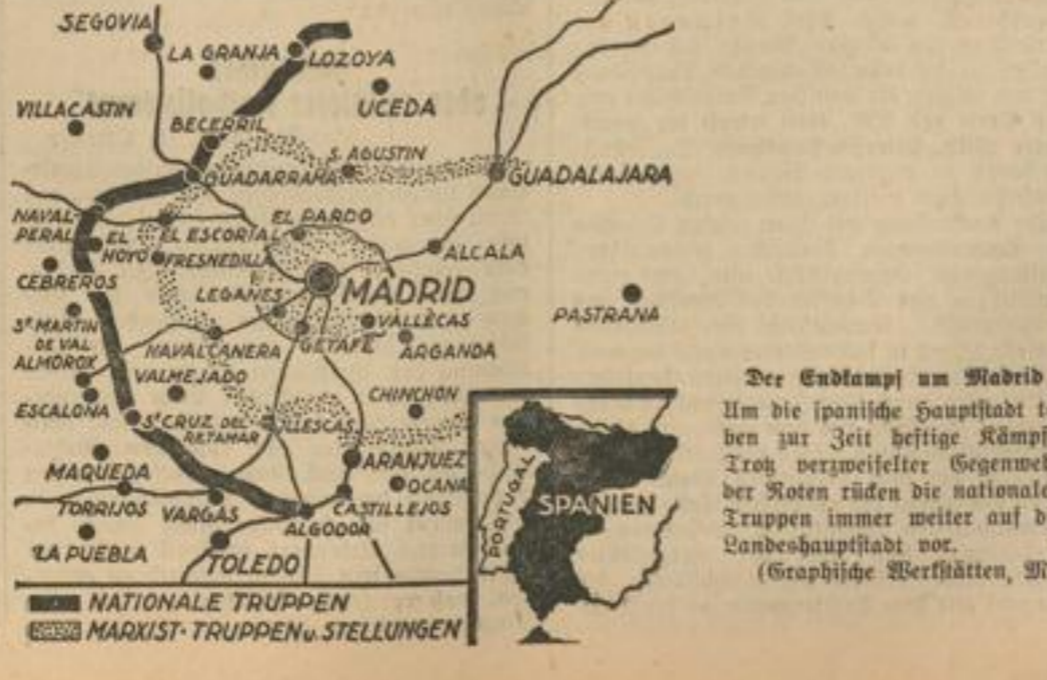 SEGOVIA
LA GRANJA
LOZOYA
VILLACASTIN
UCEDA
BECERRIL
S. AGUSTIN
GUADARRAMA
GUADALAJARA
NAVAL-
PERAL
EL
HOYO
EL ESCORIAL
EL PARDO
ALCALA
FRESNEDILLA
CEBREROS
LEGANES
MADRID
PASTRANA
ST. MARTIN
DE VAL
ALMOROX
NAVALCANERA
GETAFE
VALLECAS
ARGANDA
VALMEJADO
ESCALONA
CHINCHON
ST. CRUZ DEL
RETAMAR
ILLESCAS
MAQUEDA
ARANJUEZ
OCANA
TORRIJOS
VARGAS
CASTILLEJOS
ALGODOR
LA PUEBLA
TOLEDO
NATIONALE TRUPPEN
MARXIST. TRUPPEN u. STELLUNGEN
PORTUGAL
SPANIEN
Der Endkampf um Madrid
Um die spanische Hauptstadt t
ben zur Zeit heftige Kämpf
Trotz verzweifelter Gegenweh
der Roten rücken die nationale
Truppen immer weiter auf d
Landeshauptstadt vor.
(Graphische Werkstätten, M